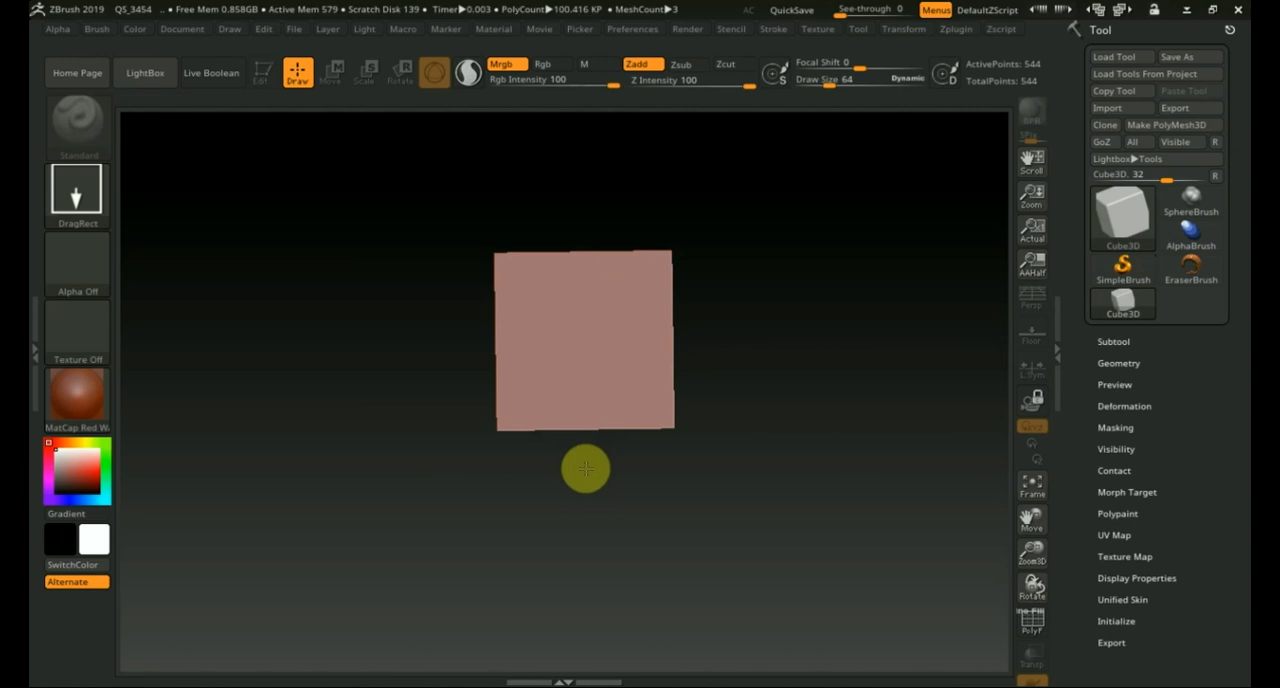 ZBrush 2019 QS_3454 .. • Free Mem 0.858GB • Active Mem 579 • Scratch Disk 139 • Timer▶0.003 • PolyCount▶100.416 KP • MeshCount▶3 AC QuickSave See-through 0 Menus DefaultZScript
Alpha Brush Color Document Draw Edit File Layer Light Macro Marker Material Movie Picker Preferences Render Stencil Stroke Texture Tool Transform Zplugin Zscript
Tool
Home Page LightBox Live Boolean Edit Draw Move Scale Rotate
Mrgb Rgb M Zadd Zsub Zcut
Rgb Intensity 100 Z Intensity 100
S
Focal Shift 0
Draw Size 64 Dynamic
D
ActivePoints: 544
TotalPoints: 544
Load Tool Save As
Load Tools From Project
Copy Tool Paste Tool
Import Export
Clone Make PolyMesh3D
GoZ All Visible R
Lightbox▶Tools
Cube3D. 32 R
Cube3D SphereBrush
AlphaBrush
SimpleBrush EraserBrush
Cube3D
Subtool
Geometry
Preview
Deformation
Masking
Visibility
Contact
Morph Target
Polypaint
UV Map
Texture Map
Display Properties
Unified Skin
Initialize
Export
Standard
DragRect
Alpha Off
Texture Off
MatCap Red W
Gradient
SwitchColor
Alternate
BPR
SPix
Scroll
Zoom
Actual
AAHalf
Persp
Floor
L.Sym
Frame
Move
Zoom3D
Rotate
PolyF
Transp